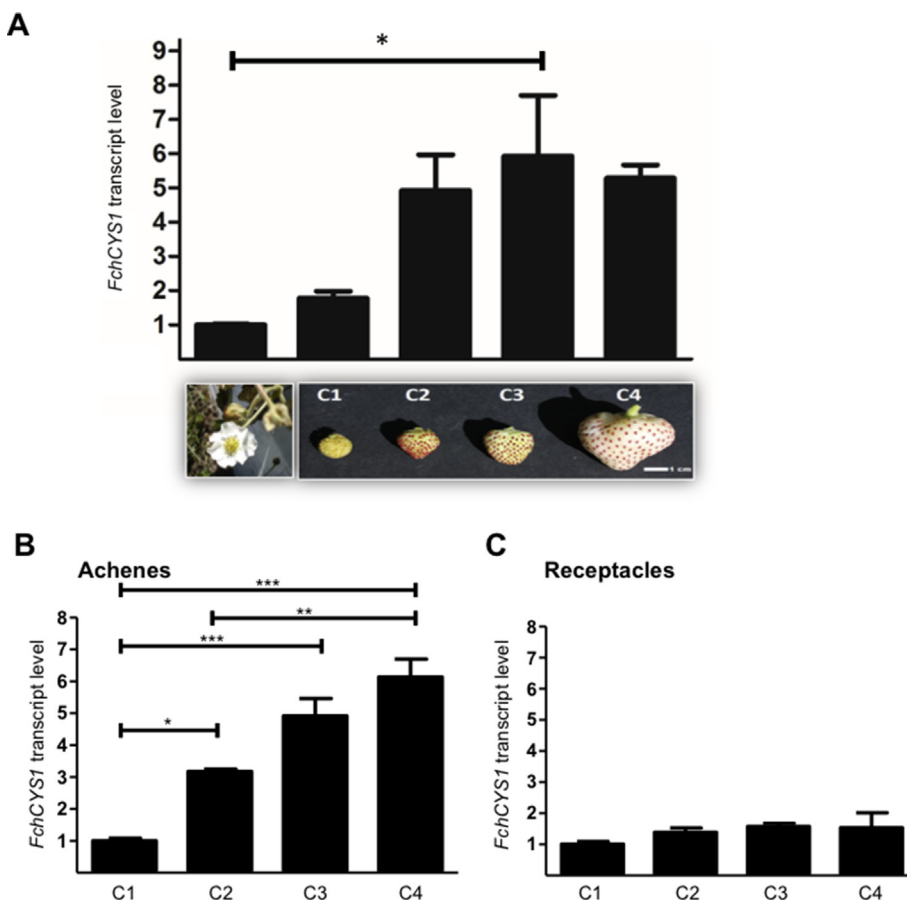 A
*
9
8
7
6
5
4
3
2
1
FchCYS1 transcript level
C1 C2 C3 C4
1 cm
B
Achenes
***
**
***
*
8
7
6
5
4
3
2
1
FchCYS1 transcript level
C1 C2 C3 C4
C
Receptacles
8
7
6
5
4
3
2
1
FchCYS1 transcript level
C1 C2 C3 C4